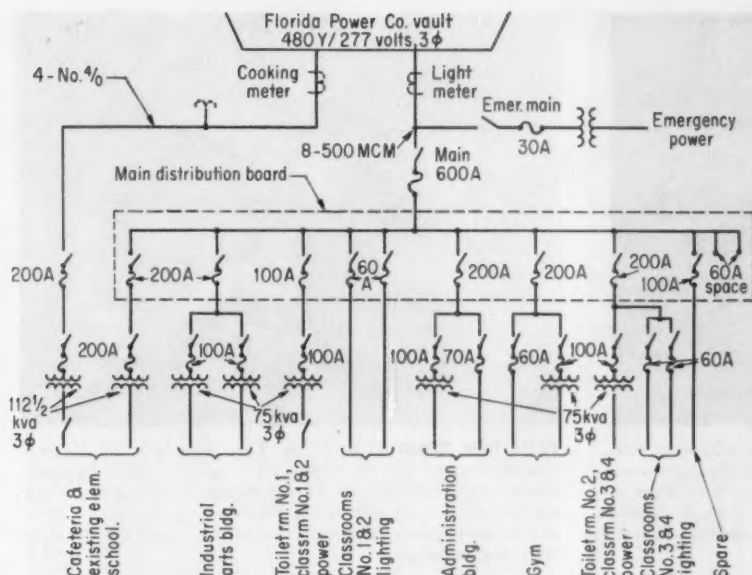 Florida Power Co. vault
480Y/277 volts, 3ϕ
Cooking
meter
Light
meter
4-No.4/0
Emer. main
30A
Emergency
power
8-500 MCM
Main
600A
Main distribution board
200A
200A
100A
60
A
200A
200A
200A
100A
60A
space
200A
100A
100A
100A
70A
60A
100A
60A
112½
kva
3ϕ
75kva
3ϕ
75kva
3ϕ
Cafeteria &
existing elem.
school.
Industrial
arts bldg.
Toilet rm. No.1,
classrm No.1&2
power
Classrooms
No. 1&2
lighting
Administration
bldg.
Gym
Toilet rm. No.2,
classrm No.3&4
power
Classrooms
No.3&4
lighting
Spare